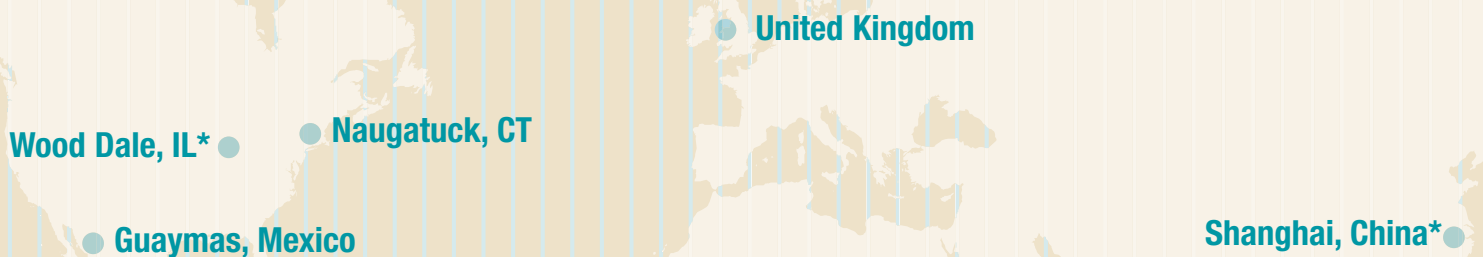 United Kingdom
Wood Dale, IL*
Naugatuck, CT
Guaymas, Mexico
Shanghai, China*